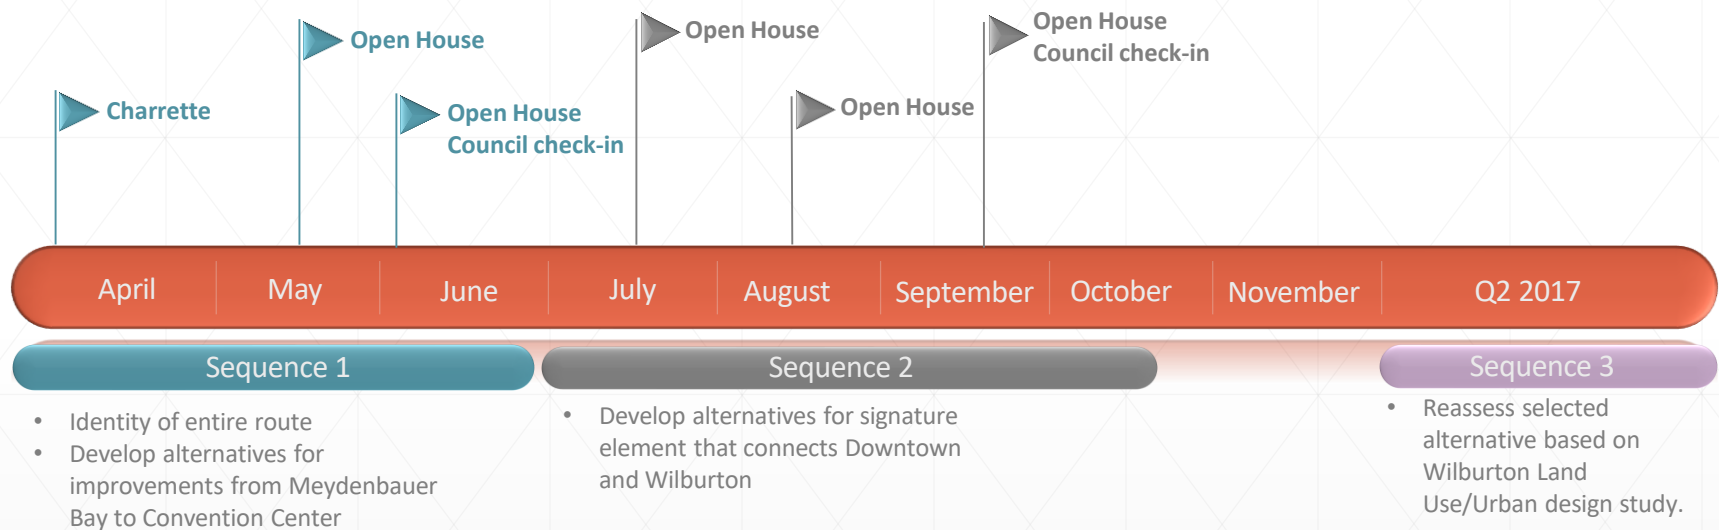 Charrette
Open House
Open House
Council check-in
Open House
Open House
Open House
Council check-in
April
May
June
July
August
September
October
November
Q2 2017
Sequence 1
Sequence 2
Sequence 3
• Identity of entire route
• Develop alternatives for
improvements from Meydenbauer
Bay to Convention Center
• Develop alternatives for signature
element that connects Downtown
and Wilburton
• Reassess selected
alternative based on
Wilburton Land
Use/Urban design study.